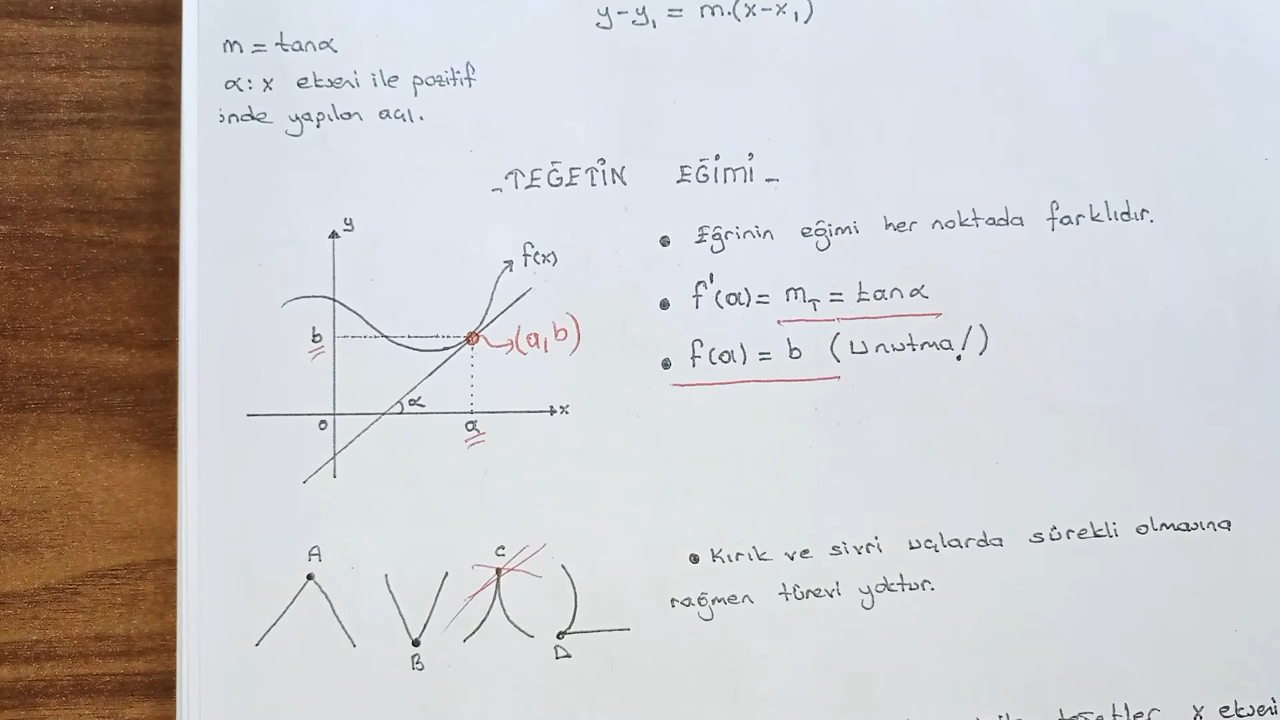 y-y₁ = m.(x-x₁)
m = tanα
α: x ekseni ile pozitif
yapılan açı.
-TEĞETİN EĞİMİ-
y
f(x)
b
(a,b)
α
0
a
x
• Eğrinin eğimi her noktada farklıdır.
• f'(a) = m_T = tanα
• f(a) = b (Unutma!)
A
B
C
D
• Kırık ve sivri uçlarda sürekli olmasına
rağmen türevi yoktur.
x ekseni